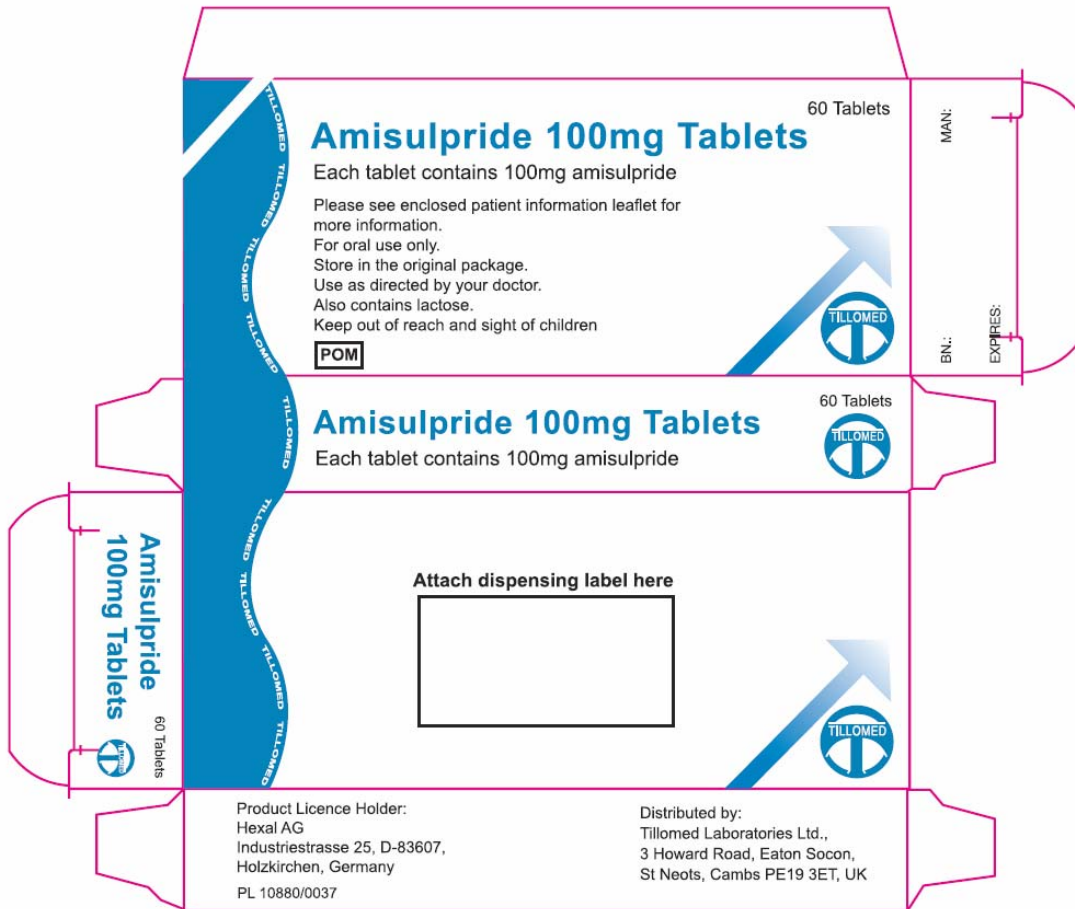 60 Tablets
Amisulpride 100mg Tablets
Each tablet contains 100mg amisulpride
Please see enclosed patient information leaflet for
more information.
For oral use only.
Store in the original package.
Use as directed by your doctor.
Also contains lactose.
Keep out of reach and sight of children
POM
TILLOMED
TILLOMED TILLOMED TILLOMED TILLOMED TILLOMED TILLOMED TILLOMED TILLOMED TILLOMED
MAN:
BN.:
EXPIRES:
60 Tablets
Amisulpride 100mg Tablets
Each tablet contains 100mg amisulpride
TILLOMED
Amisulpride
100mg Tablets
60 Tablets
TILLOMED
Attach dispensing label here
TILLOMED
Product Licence Holder:
Hexal AG
Industriestrasse 25, D-83607,
Holzkirchen, Germany
PL 10880/0037
Distributed by:
Tillomed Laboratories Ltd.,
3 Howard Road, Eaton Socon,
St Neots, Cambs PE19 3ET, UK